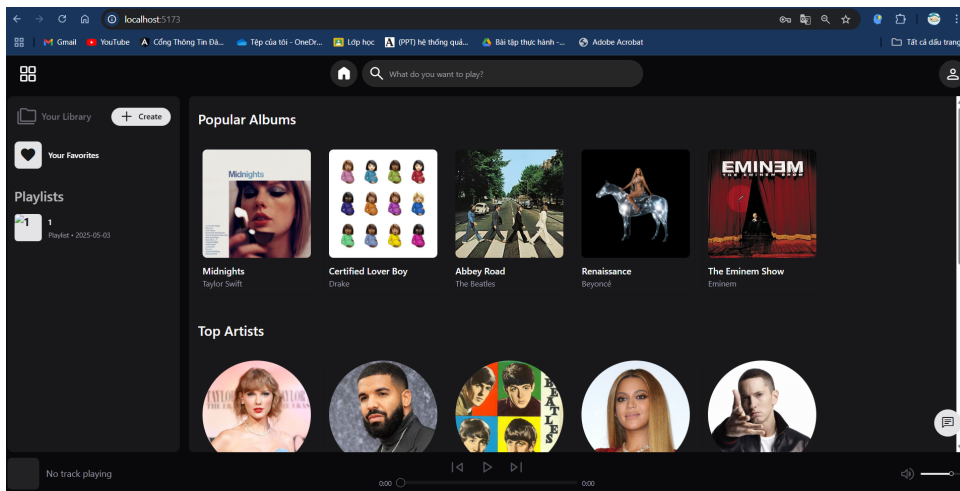 localhost:5173
Gmail
YouTube
Cổng Thông Tin Đà...
Tệp của tôi - OneDr...
Lớp học
(PPT) hệ thống quả...
Bài tập thực hành -...
Adobe Acrobat
Tất cả dấu trang
What do you want to play?
Your Library
Create
Your Favorites
Playlists
1
1
Playlist • 2025-05-03
Popular Albums
Midnights
EMINEM
THE EMINEM SHOW
Midnights
Taylor Swift
Certified Lover Boy
Drake
Abbey Road
The Beatles
Renaissance
Beyoncé
The Eminem Show
Eminem
Top Artists
BEATLES
No track playing
0:00
0:00